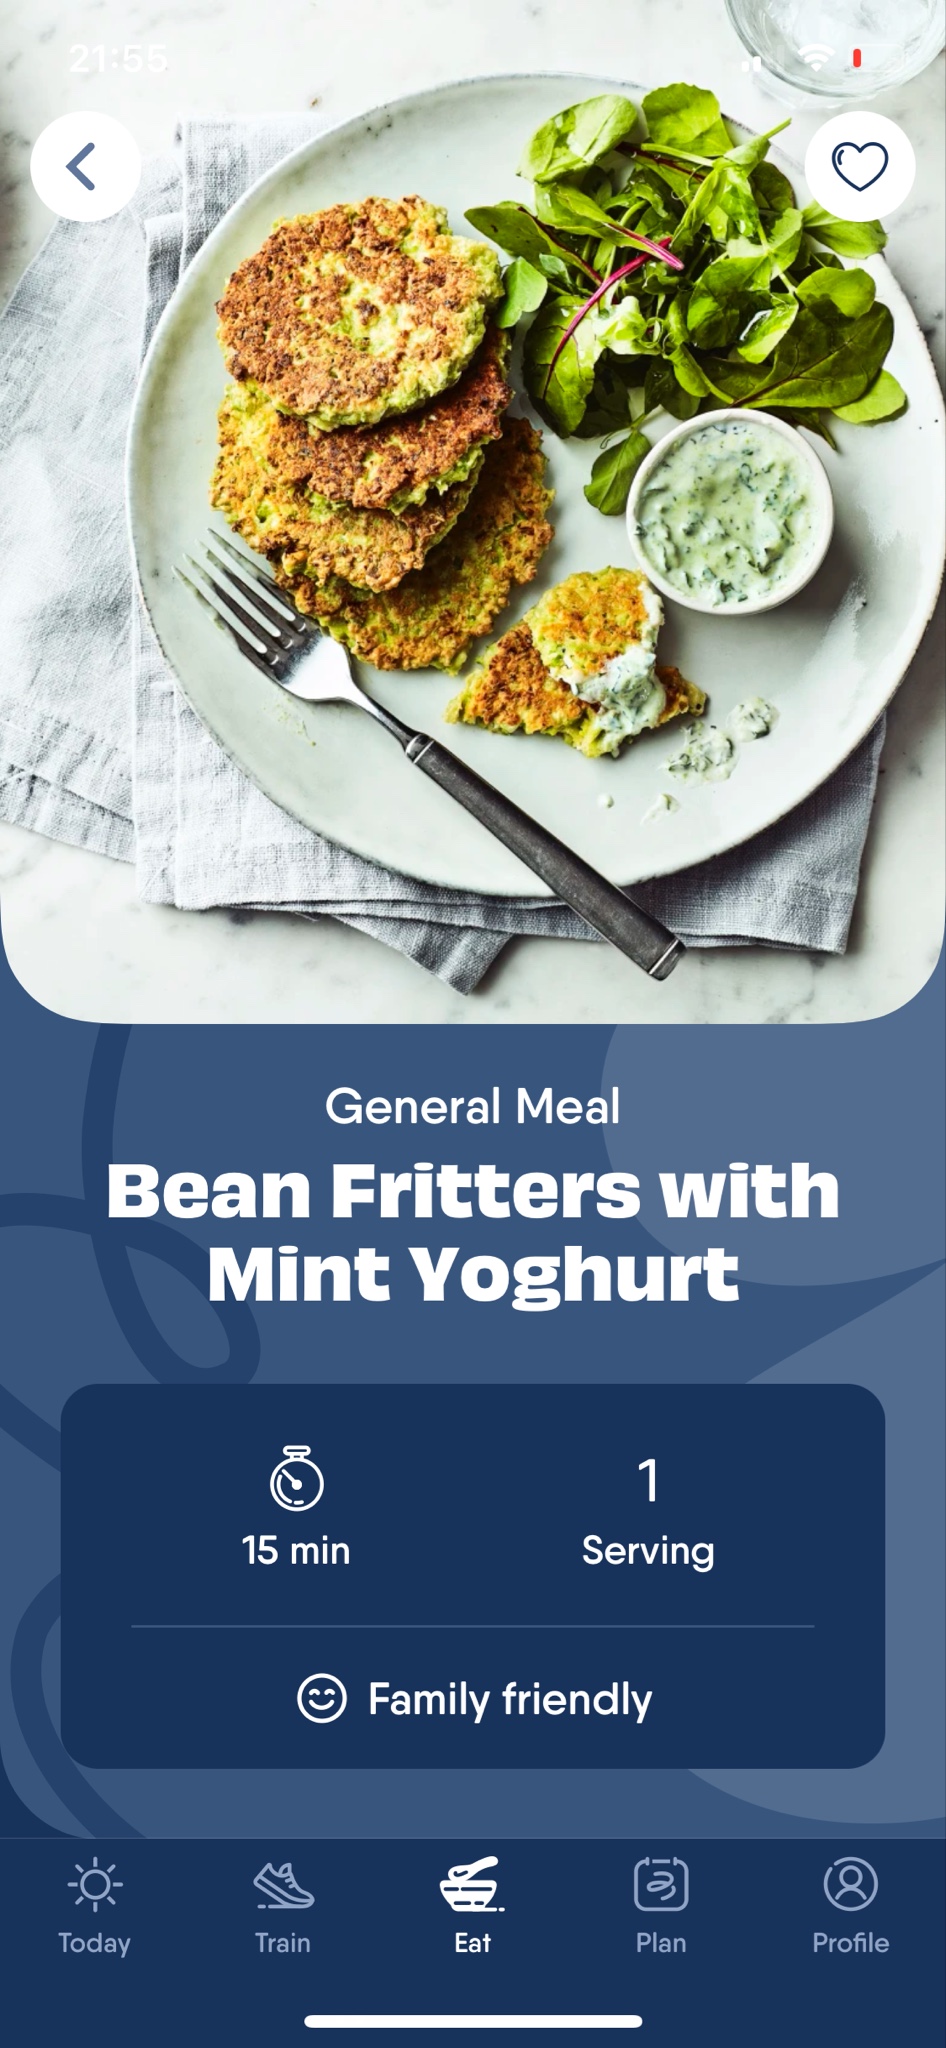 21:55
General Meal
Bean Fritters with
Mint Yoghurt
15 min
1
Serving
Family friendly
Today
Train
Eat
Plan
Profile